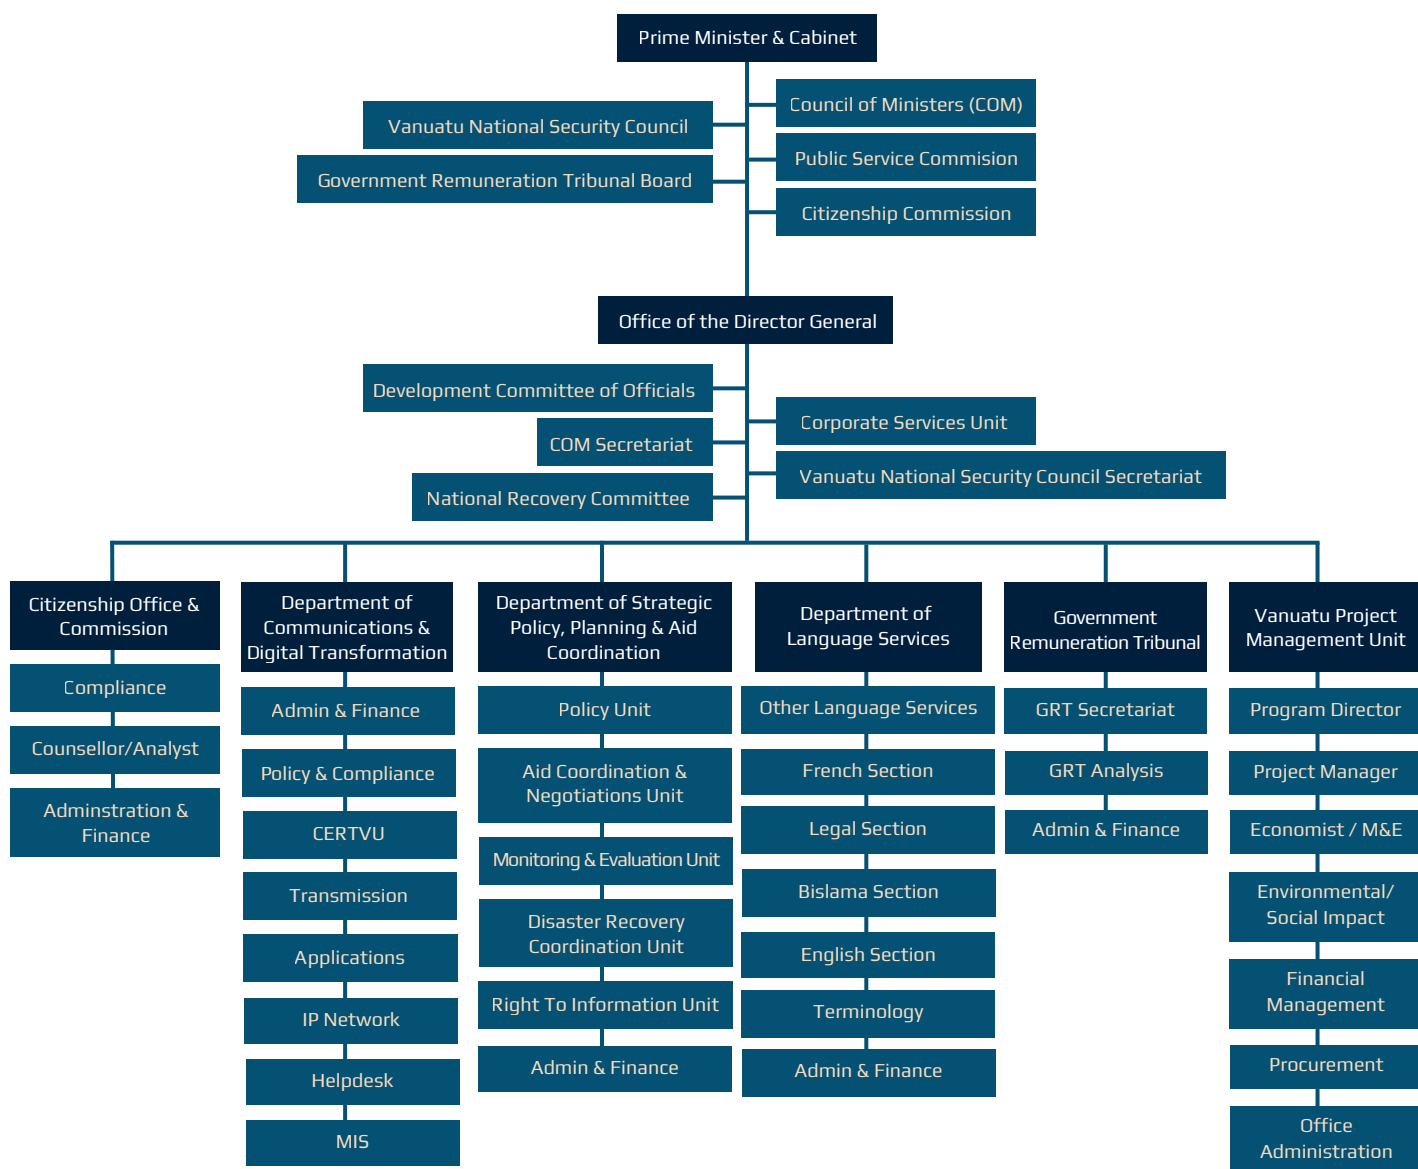 Prime Minister & Cabinet
Council of Ministers (COM)
Vanuatu National Security Council
Public Service Commision
Government Remuneration Tribunal Board
Citizenship Commission
Office of the Director General
Development Committee of Officials
Corporate Services Unit
COM Secretariat
Vanuatu National Security Council Secretariat
National Recovery Committee
Citizenship Office &
Commission
Compliance
Counsellor/Analyst
Adminstration &
Finance
Department of
Communications &
Digital Transformation
Admin & Finance
Policy & Compliance
CERTVU
Transmission
Applications
IP Network
Helpdesk
MIS
Department of Strategic
Policy, Planning & Aid
Coordination
Policy Unit
Aid Coordination &
Negotiations Unit
Monitoring & Evaluation Unit
Disaster Recovery
Coordination Unit
Right To Information Unit
Admin & Finance
Department of
Language Services
Other Language Services
French Section
Legal Section
Bislama Section
English Section
Terminology
Admin & Finance
Government
Remuneration Tribunal
GRT Secretariat
GRT Analysis
Admin & Finance
Vanuatu Project
Management Unit
Program Director
Project Manager
Economist / M&E
Environmental/
Social Impact
Financial
Management
Procurement
Office
Administration